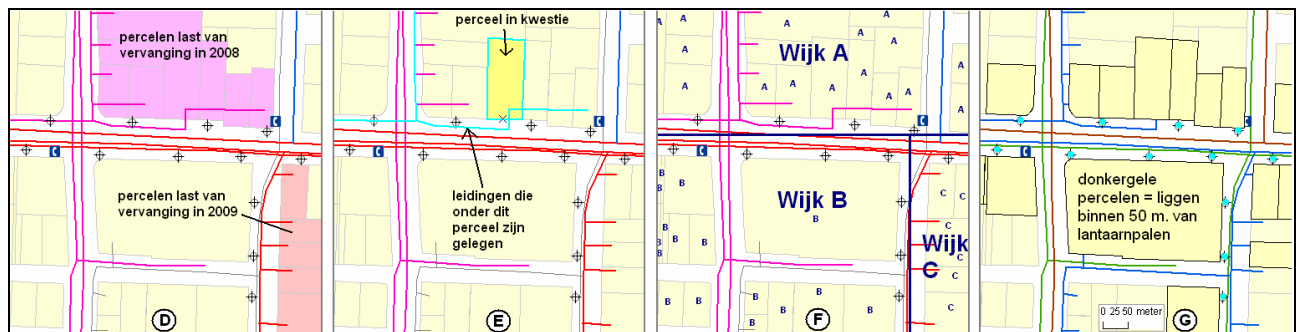 percelen last van
vervanging in 2008
percelen last van
vervanging in 2009
D
perceel in kwestie
leidingen die
onder dit
perceel zijn
gelegen
E
A A
A A A
A
Wijk A
A A
A A A A A A
Wijk B
B
B B
B B
B
B
B B
B B B B
C
C C
Wijk
C
C C
C
C
F
donkergele
percelen = liggen
binnen 50 m. van
lantaarnpalen
0 25 50 meter
G